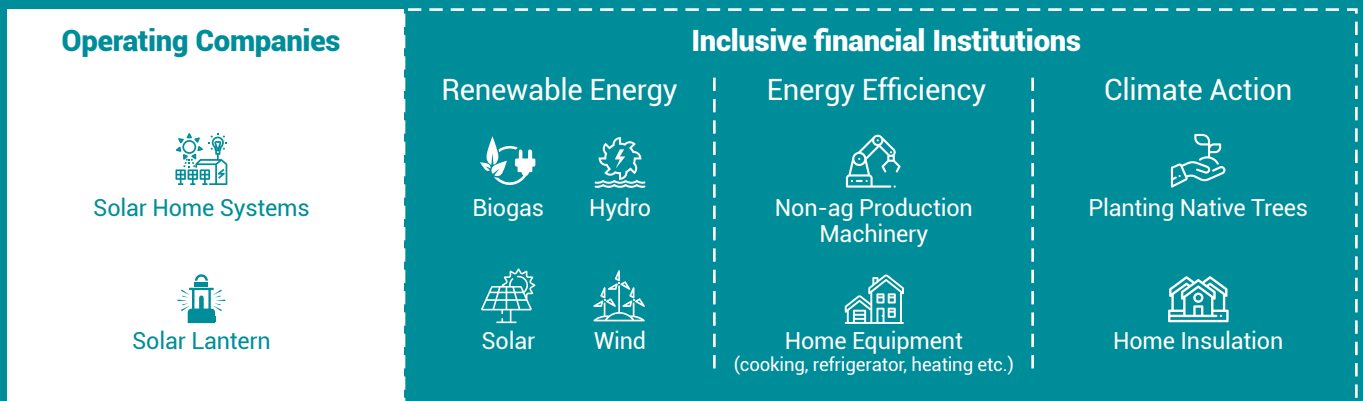 Operating Companies
Solar Home Systems
Solar Lantern
Inclusive financial Institutions
Renewable Energy
Biogas
Hydro
Solar
Wind
Energy Efficiency
Non-ag Production
Machinery
Home Equipment
(cooking, refrigerator, heating etc.)
Climate Action
Planting Native Trees
Home Insulation